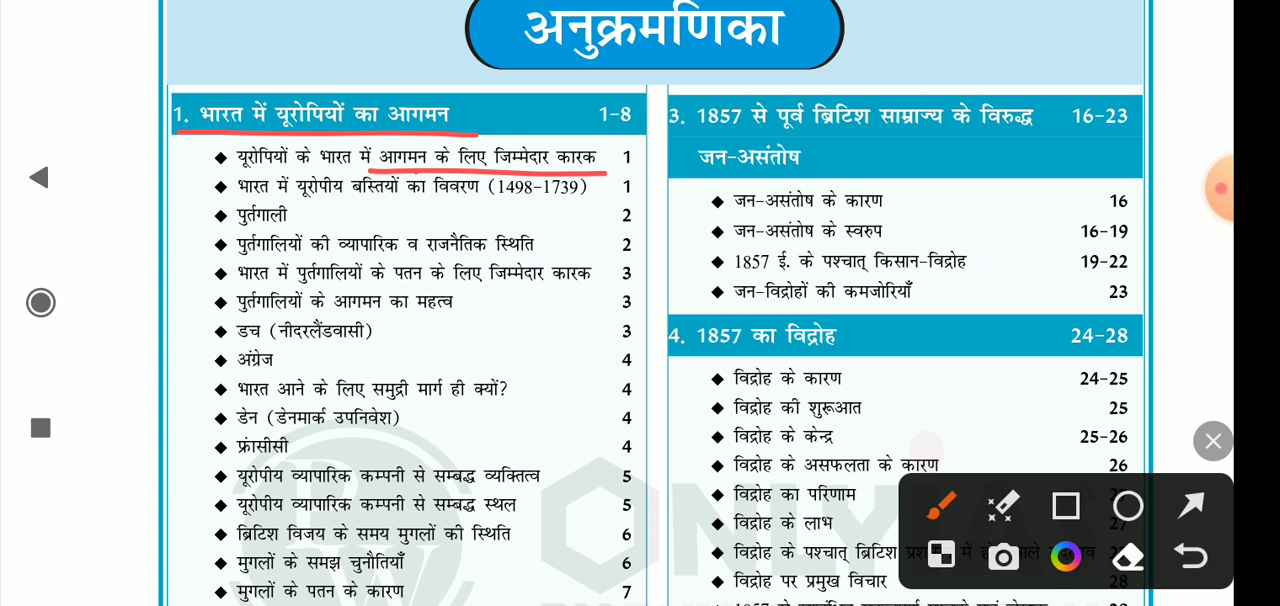 अनुक्रमणिका
1. भारत में यूरोपियों का आगमन 1-8
◆ यूरोपियों के भारत में आगमन के लिए जिम्मेदार कारक 1
◆ भारत में यूरोपीय बस्तियों का विवरण (1498-1739) 1
◆ पुर्तगाली 2
◆ पुर्तगालियों की व्यापारिक व राजनैतिक स्थिति 2
◆ भारत में पुर्तगालियों के पतन के लिए जिम्मेदार कारक 3
◆ पुर्तगालियों के आगमन का महत्व 3
◆ डच (नीदरलैंडवासी) 3
◆ अंग्रेज 4
◆ भारत आने के लिए समुद्री मार्ग ही क्यों? 4
◆ डेन (डेनमार्क उपनिवेश) 4
◆ फ्रांसीसी 4
◆ यूरोपीय व्यापारिक कम्पनी से सम्बद्ध व्यक्तित्व 5
◆ यूरोपीय व्यापारिक कम्पनी से सम्बद्ध स्थल 5
◆ ब्रिटिश विजय के समय मुगलों की स्थिति 6
◆ मुगलों के समझ चुनौतियाँ 6
◆ मुगलों के पतन के कारण 7
3. 1857 से पूर्व ब्रिटिश साम्राज्य के विरुद्ध 16-23
जन-असंतोष
◆ जन-असंतोष के कारण 16
◆ जन-असंतोष के स्वरुप 16-19
◆ 1857 ई. के पश्चात् किसान-विद्रोह 19-22
◆ जन-विद्रोहों की कमजोरियाँ 23
4. 1857 का विद्रोह 24-28
◆ विद्रोह के कारण 24-25
◆ विद्रोह की शुरूआत 25
◆ विद्रोह के केन्द्र 25-26
◆ विद्रोह के असफलता के कारण 26
◆ विद्रोह का परिणाम
◆ विद्रोह के लाभ 27
◆ विद्रोह के पश्चात् ब्रिटिश में
◆ विद्रोह पर प्रमुख विचार 28